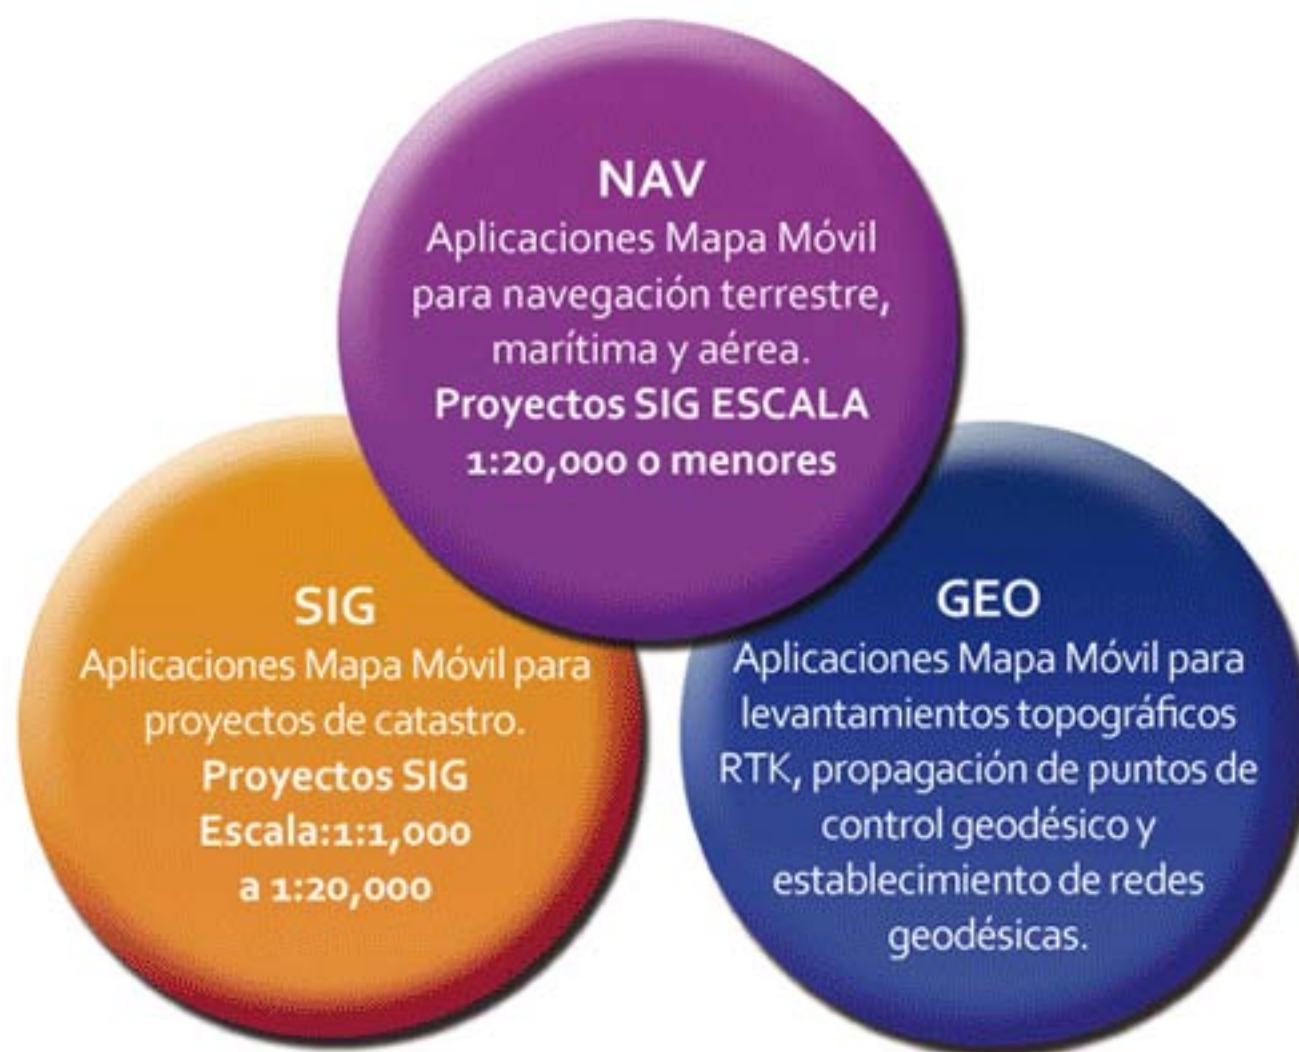 NAV
Aplicaciones Mapa Móvil
para navegación terrestre,
marítima y aérea.
Proyectos SIG ESCALA
1:20,000 o menores
SIG
Aplicaciones Mapa Móvil para
proyectos de catastro.
Proyectos SIG
Escala:1:1,000
a 1:20,000
GEO
Aplicaciones Mapa Móvil para
levantamientos topográficos
RTK, propagación de puntos de
control geodésico y
establecimiento de redes
geodésicas.